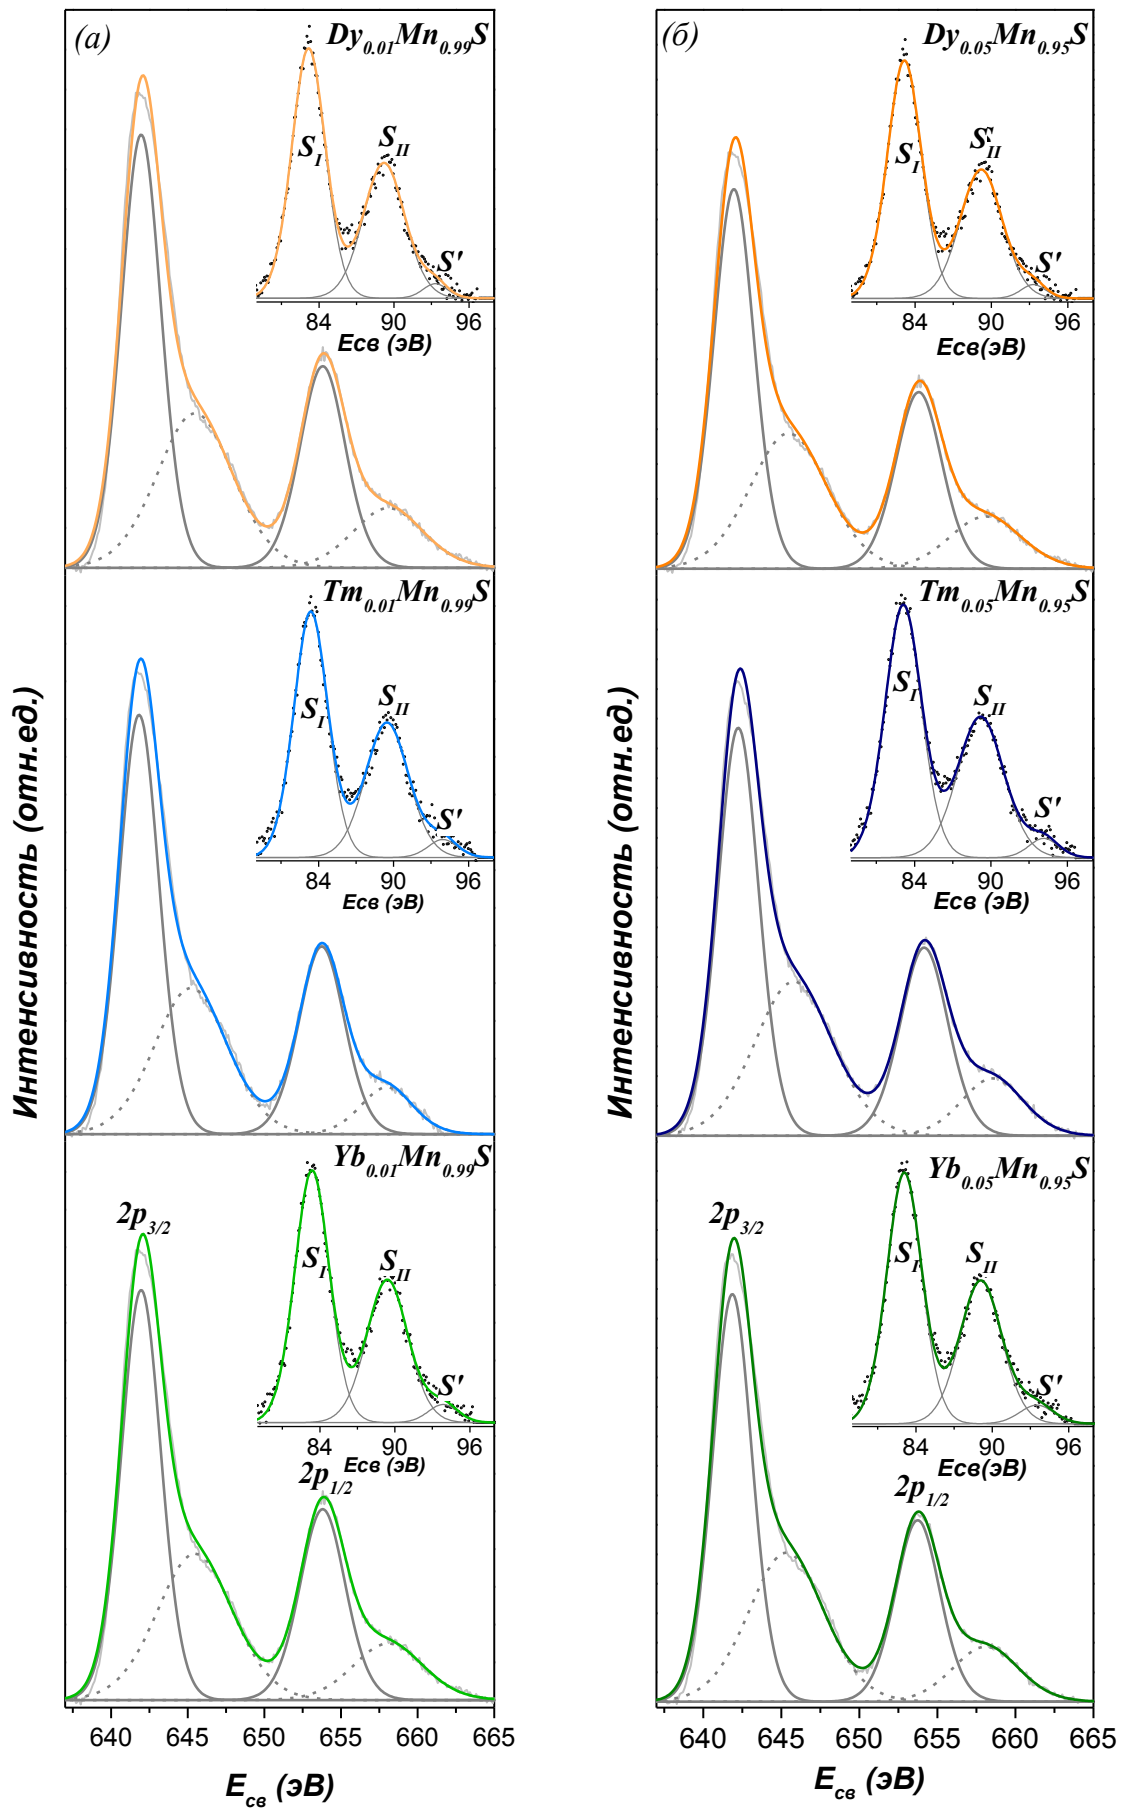 (а)
Dy0.01Mn0.99S
SI
SII
S'
84 90 96
Eсв (эВ)
Tm0.01Mn0.99S
SI
SII
S'
84 90 96
Eсв (эВ)
Yb0.01Mn0.99S
2p3/2
SI
SII
S'
84 90 96
Eсв (эВ)
2p1/2
Интенсивность (отн.ед.)
640 645 650 655 660 665
Eсв (эВ)
(б)
Dy0.05Mn0.95S
SI
SII
S'
84 90 96
Eсв(эВ)
Tm0.05Mn0.95S
SI
SII
S'
84 90 96
Eсв (эВ)
Yb0.05Mn0.95S
2p3/2
SI
SII
S'
84 90 96
Eсв(эВ)
2p1/2
Интенсивность (отн.ед.)
640 645 650 655 660 665
Eсв (эВ)